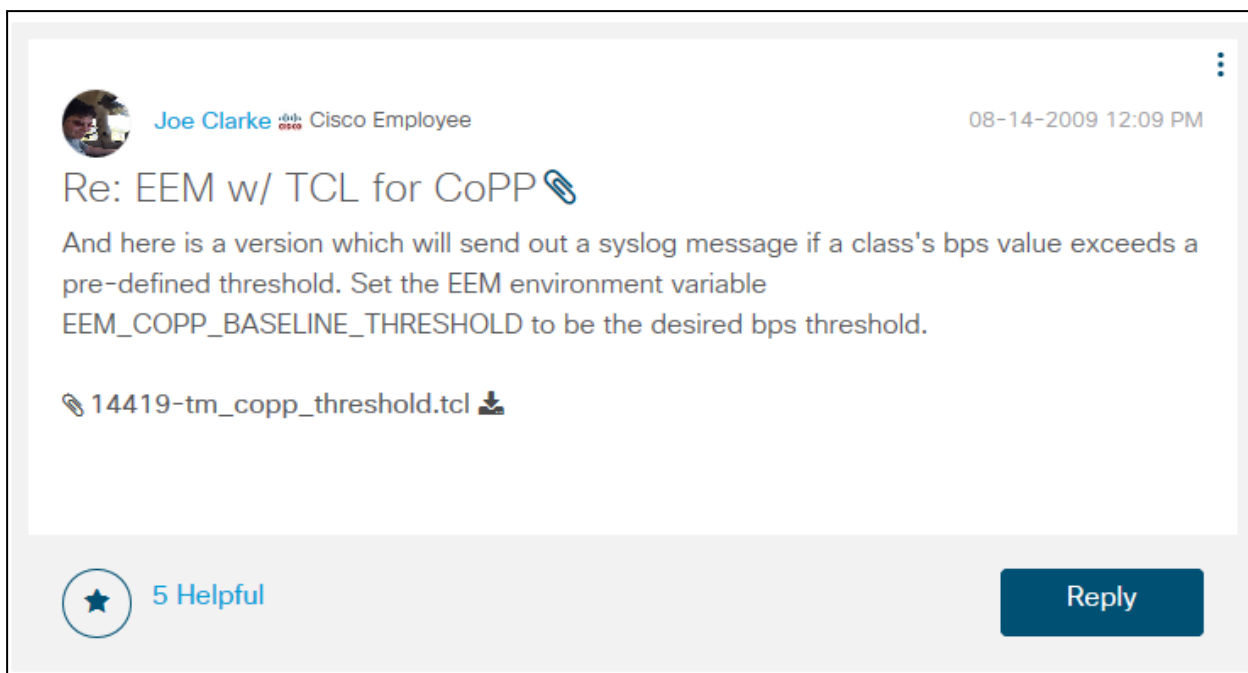 Joe Clarke CISCO Cisco Employee 08-14-2009 12:09 PM
Re: EEM w/ TCL for CoPP
And here is a version which will send out a syslog message if a class's bps value exceeds a
pre-defined threshold. Set the EEM environment variable
EEM_COPP_BASELINE_THRESHOLD to be the desired bps threshold.
14419-tm_copp_threshold.tcl
5 Helpful
Reply